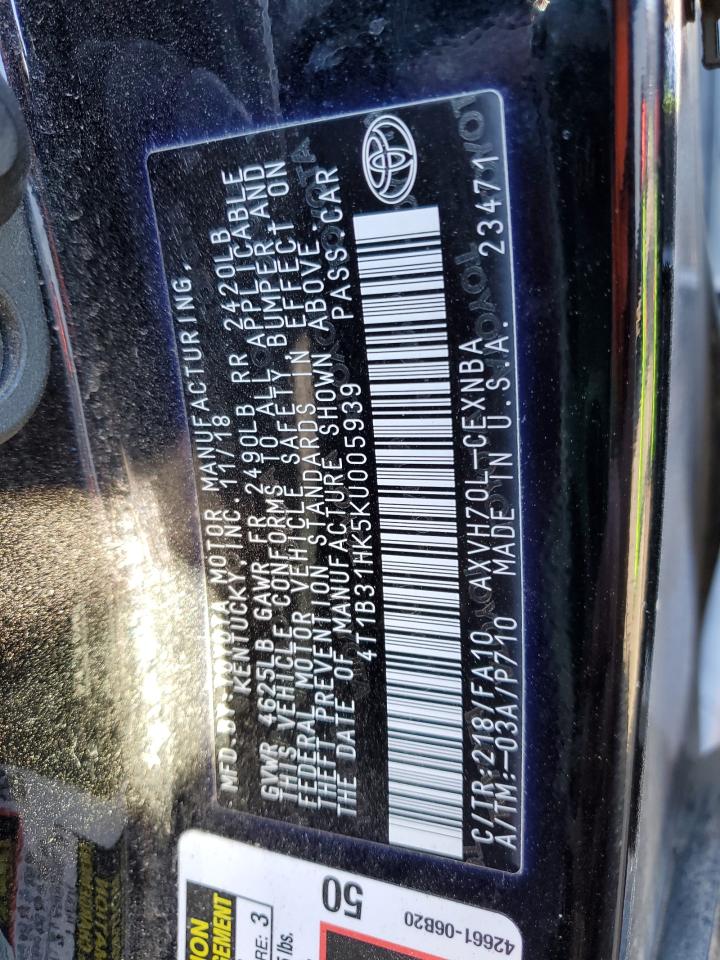 MFD. BY: TOYOTA MOTOR MANUFACTURING,
KENTUCKY, INC. 11/18
GVWR 4625LB GAWR FR 2490LB RR 2420LB
THIS VEHICLE CONFORMS TO ALL APPLICABLE
FEDERAL MOTOR VEHICLE SAFETY, BUMPER AND
THEFT PREVENTION STANDARDS IN EFFECT ON
THE DATE OF MANUFACTURE SHOWN ABOVE.
4T1B31HK5KU005939 PASS.CAR
C/TR:218/FA10 AXVH70L-CEXNBA
A/TM:-03A/P710 MADE IN U.S.A. 23471
50
42661-06B20
RE: 3
lbs.